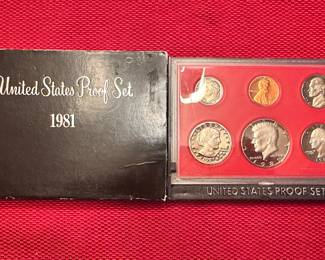 United States Proof Set
1981
UNITED STATES PROOF SET